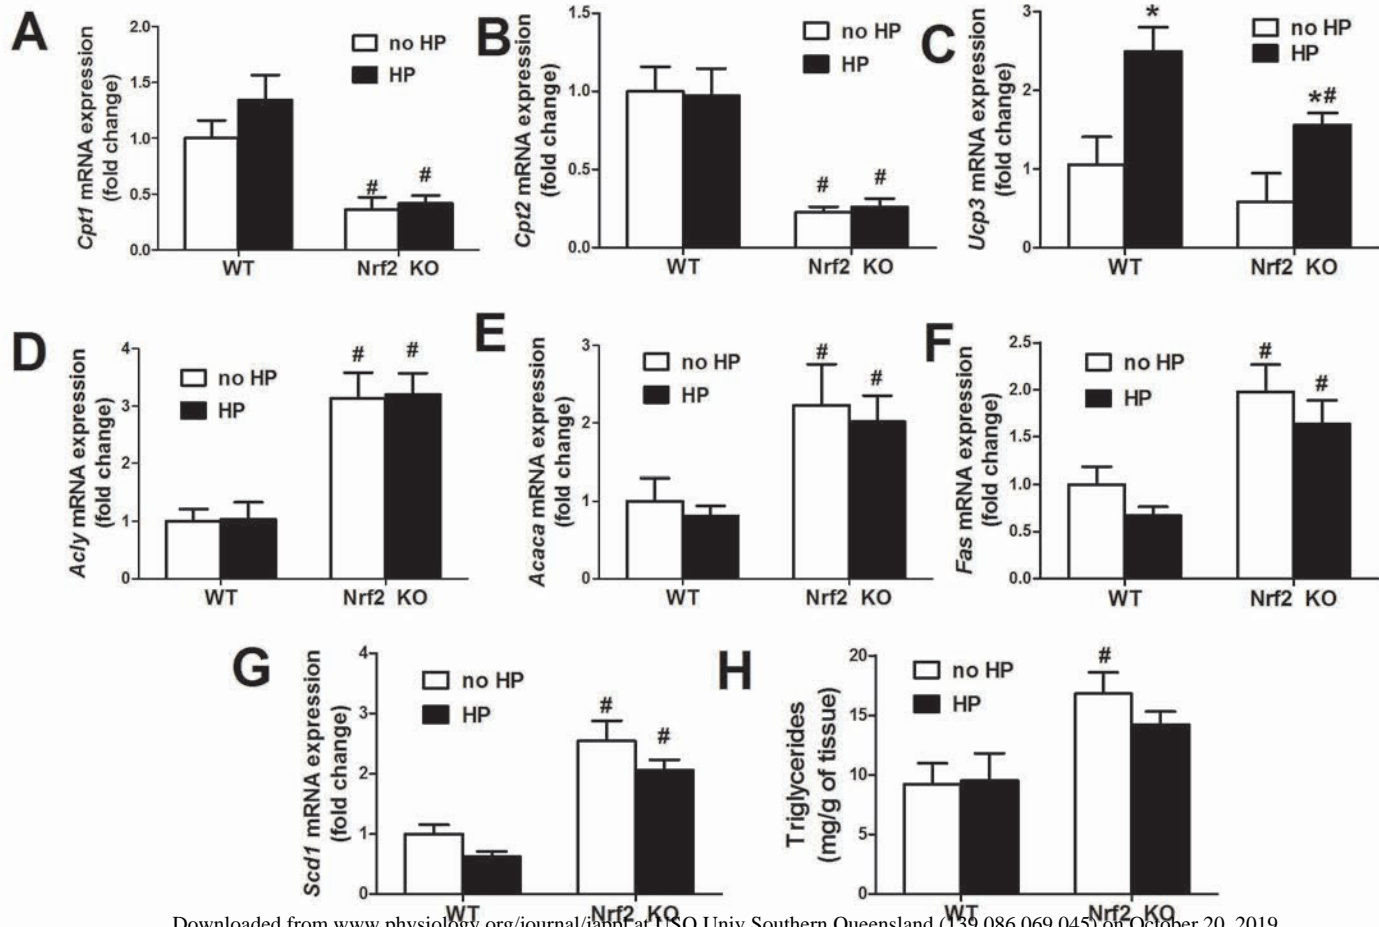 A
Cpt1 mRNA expression
(fold change)
2.0
1.5
1.0
0.5
0.0
no HP
HP
#
#
WT
Nrf2 KO
B
Cpt2 mRNA expression
(fold change)
1.5
1.0
0.5
0.0
no HP
HP
#
#
WT
Nrf2 KO
C
Ucp3 mRNA expression
(fold change)
3
2
1
0
no HP
HP
*
*#
WT
Nrf2 KO
D
Acly mRNA expression
(fold change)
4
3
2
1
0
no HP
HP
#
#
WT
Nrf2 KO
E
Acaca mRNA expression
(fold change)
3
2
1
0
no HP
HP
#
#
WT
Nrf2 KO
F
Fas mRNA expression
(fold change)
2.5
2.0
1.5
1.0
0.5
0.0
no HP
HP
#
#
WT
Nrf2 KO
G
Scd1 mRNA expression
(fold change)
4
3
2
1
0
no HP
HP
#
#
WT
Nrf2 KO
H
Triglycerides
(mg/g of tissue)
20
15
10
5
0
no HP
HP
#
WT
Nrf2 KO
Downloaded from www.physiology.org/journal/jappl at USQ Univ Southern Queensland (139.086.069.045) on October 20, 2019.